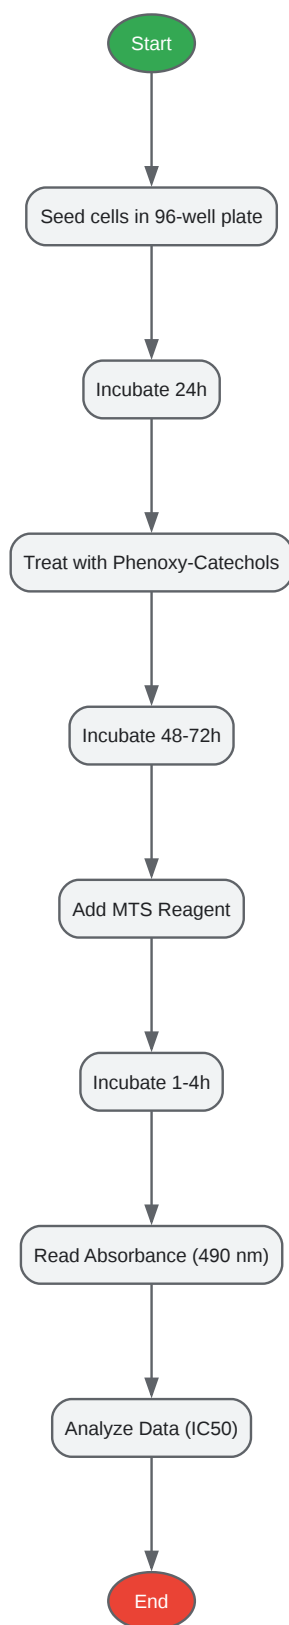 Start
Seed cells in 96-well plate
Incubate 24h
Treat with Phenoxy-Catechols
Incubate 48-72h
Add MTS Reagent
Incubate 1-4h
Read Absorbance (490 nm)
Analyze Data (IC50)
End